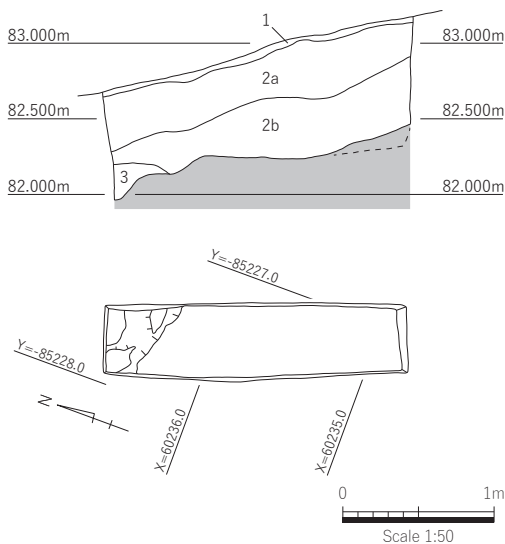 1
83.000m
83.000m
2a
82.500m
82.500m
2b
3
82.000m
82.000m
Y=-85227.0
Y=-85228.0
N
X=60236.0
X=60235.0
0
1m
Scale 1:50